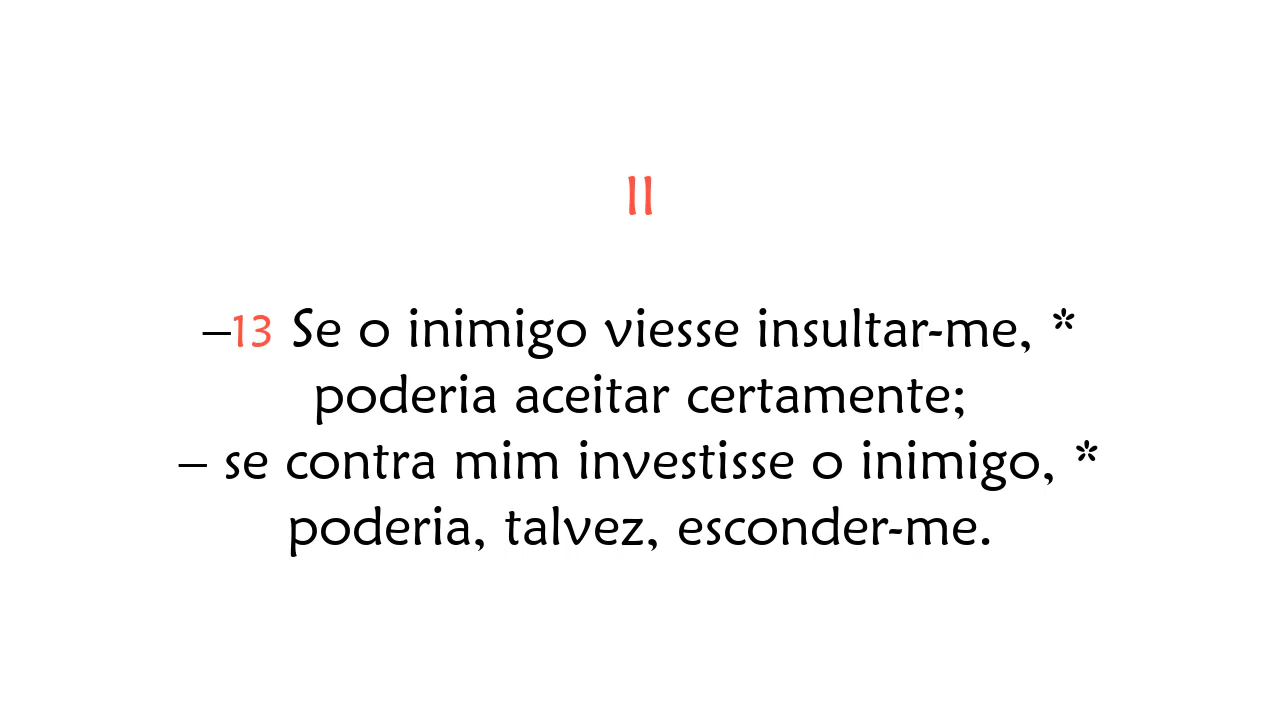 II
–13 Se o inimigo viesse insultar-me, *
poderia aceitar certamente;
– se contra mim investisse o inimigo, *
poderia, talvez, esconder-me.